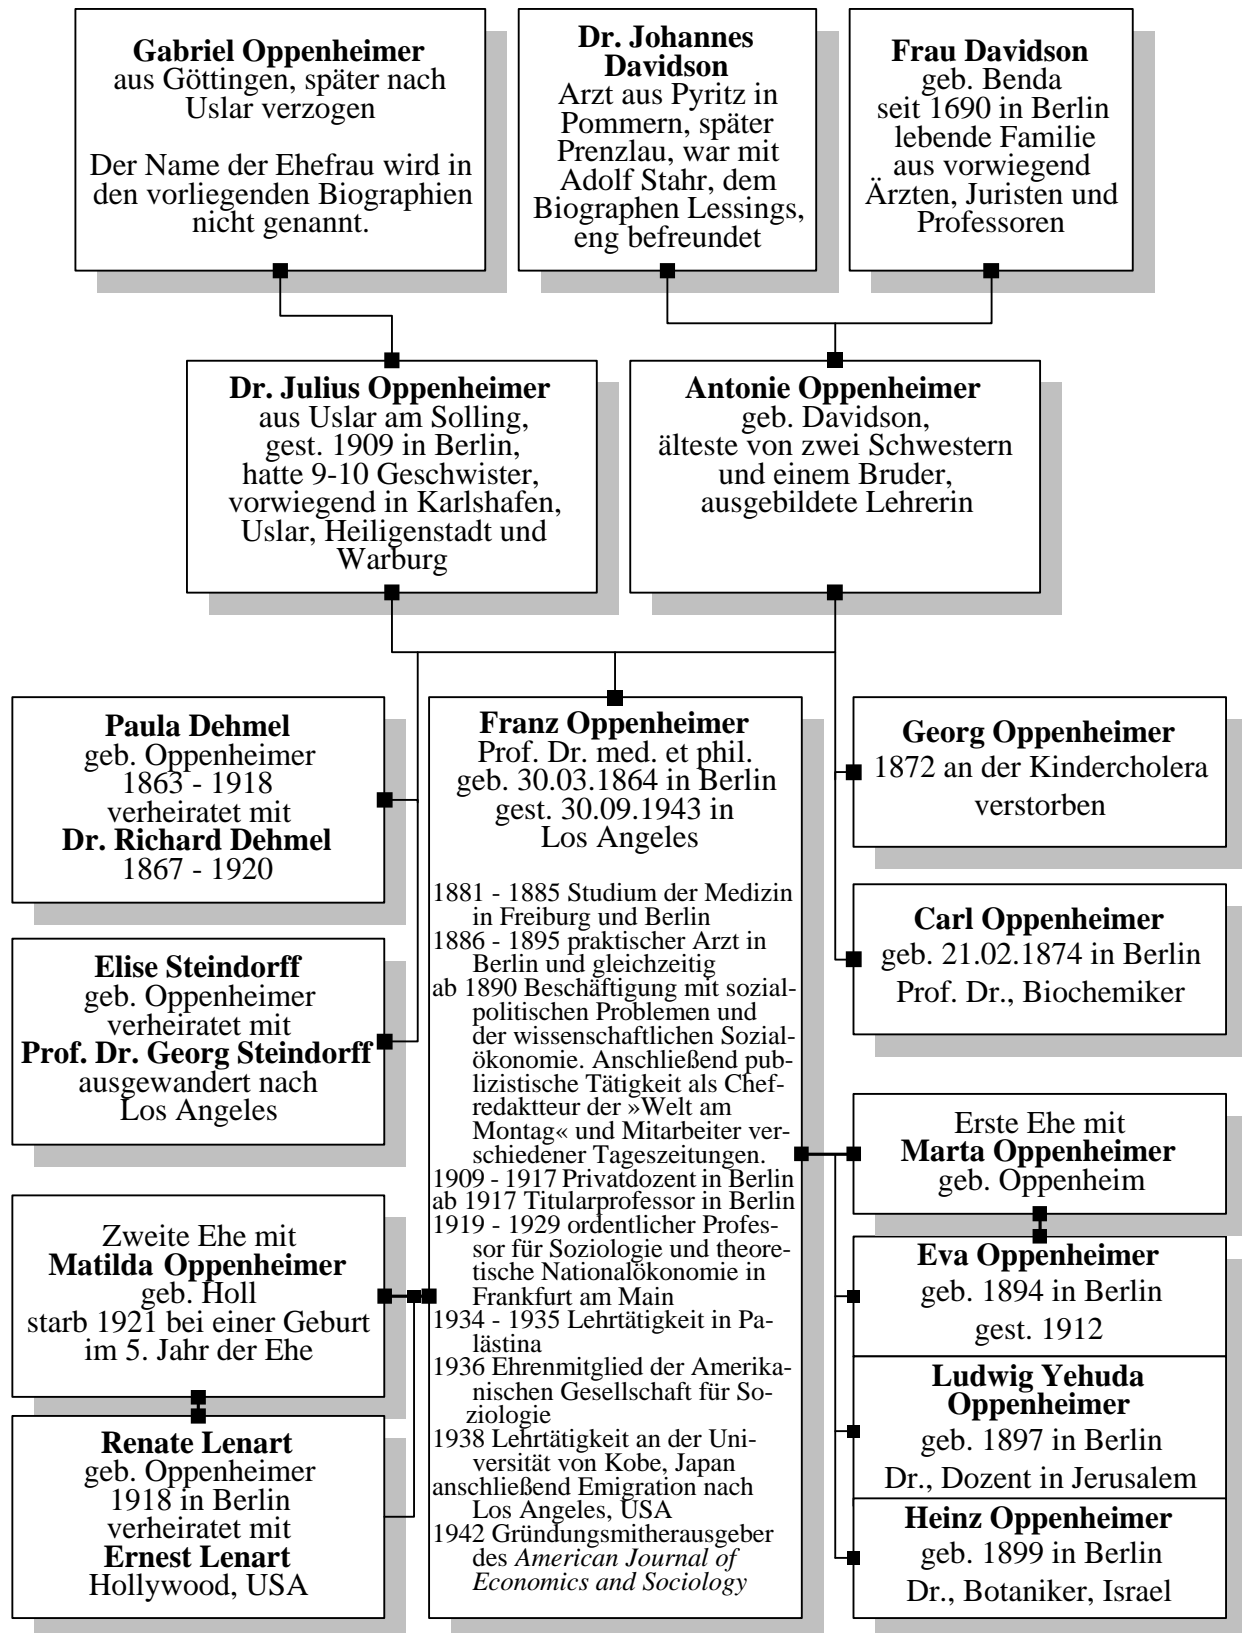 Gabriel Oppenheimer
aus Göttingen, später nach
Uslar verzogen
Der Name der Ehefrau wird in
den vorliegenden Biographien
nicht genannt.
Dr. Johannes
Davidson
Arzt aus Pyritz in
Pommern, später
Prenzlau, war mit
Adolf Stahr, dem
Biographen Lessings,
eng befreundet
Frau Davidson
geb. Benda
seit 1690 in Berlin
lebende Familie
aus vorwiegend
Ärzten, Juristen und
Professoren
Dr. Julius Oppenheimer
aus Uslar am Solling,
gest. 1909 in Berlin,
hatte 9-10 Geschwister,
vorwiegend in Karlshafen,
Uslar, Heiligenstadt und
Warburg
Antonie Oppenheimer
geb. Davidson,
älteste von zwei Schwestern
und einem Bruder,
ausgebildete Lehrerin
Paula Dehmel
geb. Oppenheimer
1863 - 1918
verheiratet mit
Dr. Richard Dehmel
1867 - 1920
Elise Steindorff
geb. Oppenheimer
verheiratet mit
Prof. Dr. Georg Steindorff
ausgewandert nach
Los Angeles
Zweite Ehe mit
Matilda Oppenheimer
geb. Holl
starb 1921 bei einer Geburt
im 5. Jahr der Ehe
Renate Lenart
geb. Oppenheimer
1918 in Berlin
verheiratet mit
Ernest Lenart
Hollywood, USA
Franz Oppenheimer
Prof. Dr. med. et phil.
geb. 30.03.1864 in Berlin
gest. 30.09.1943 in
Los Angeles
1881 - 1885 Studium der Medizin
in Freiburg und Berlin
1886 - 1895 praktischer Arzt in
Berlin und gleichzeitig
ab 1890 Beschäftigung mit sozial-
politischen Problemen und
der wissenschaftlichen Sozial-
ökonomie. Anschließend pub-
lizistische Tätigkeit als Chef-
redaktteur der »Welt am
Montag« und Mitarbeiter ver-
schiedener Tageszeitungen.
1909 - 1917 Privatdozent in Berlin
ab 1917 Titularprofessor in Berlin
1919 - 1929 ordentlicher Profes-
sor für Soziologie und theore-
tische Nationalökonomie in
Frankfurt am Main
1934 - 1935 Lehrtätigkeit in Pa-
lästina
1936 Ehrenmitglied der Amerika-
nischen Gesellschaft für So-
ziologie
1938 Lehrtätigkeit an der Uni-
versität von Kobe, Japan
anschließend Emigration nach
Los Angeles, USA
1942 Gründungsmitherausgeber
des American Journal of
Economics and Sociology
Georg Oppenheimer
1872 an der Kindercholera
verstorben
Carl Oppenheimer
geb. 21.02.1874 in Berlin
Prof. Dr., Biochemiker
Erste Ehe mit
Marta Oppenheimer
geb. Oppenheim
Eva Oppenheimer
geb. 1894 in Berlin
gest. 1912
Ludwig Yehuda
Oppenheimer
geb. 1897 in Berlin
Dr., Dozent in Jerusalem
Heinz Oppenheimer
geb. 1899 in Berlin
Dr., Botaniker, Israel